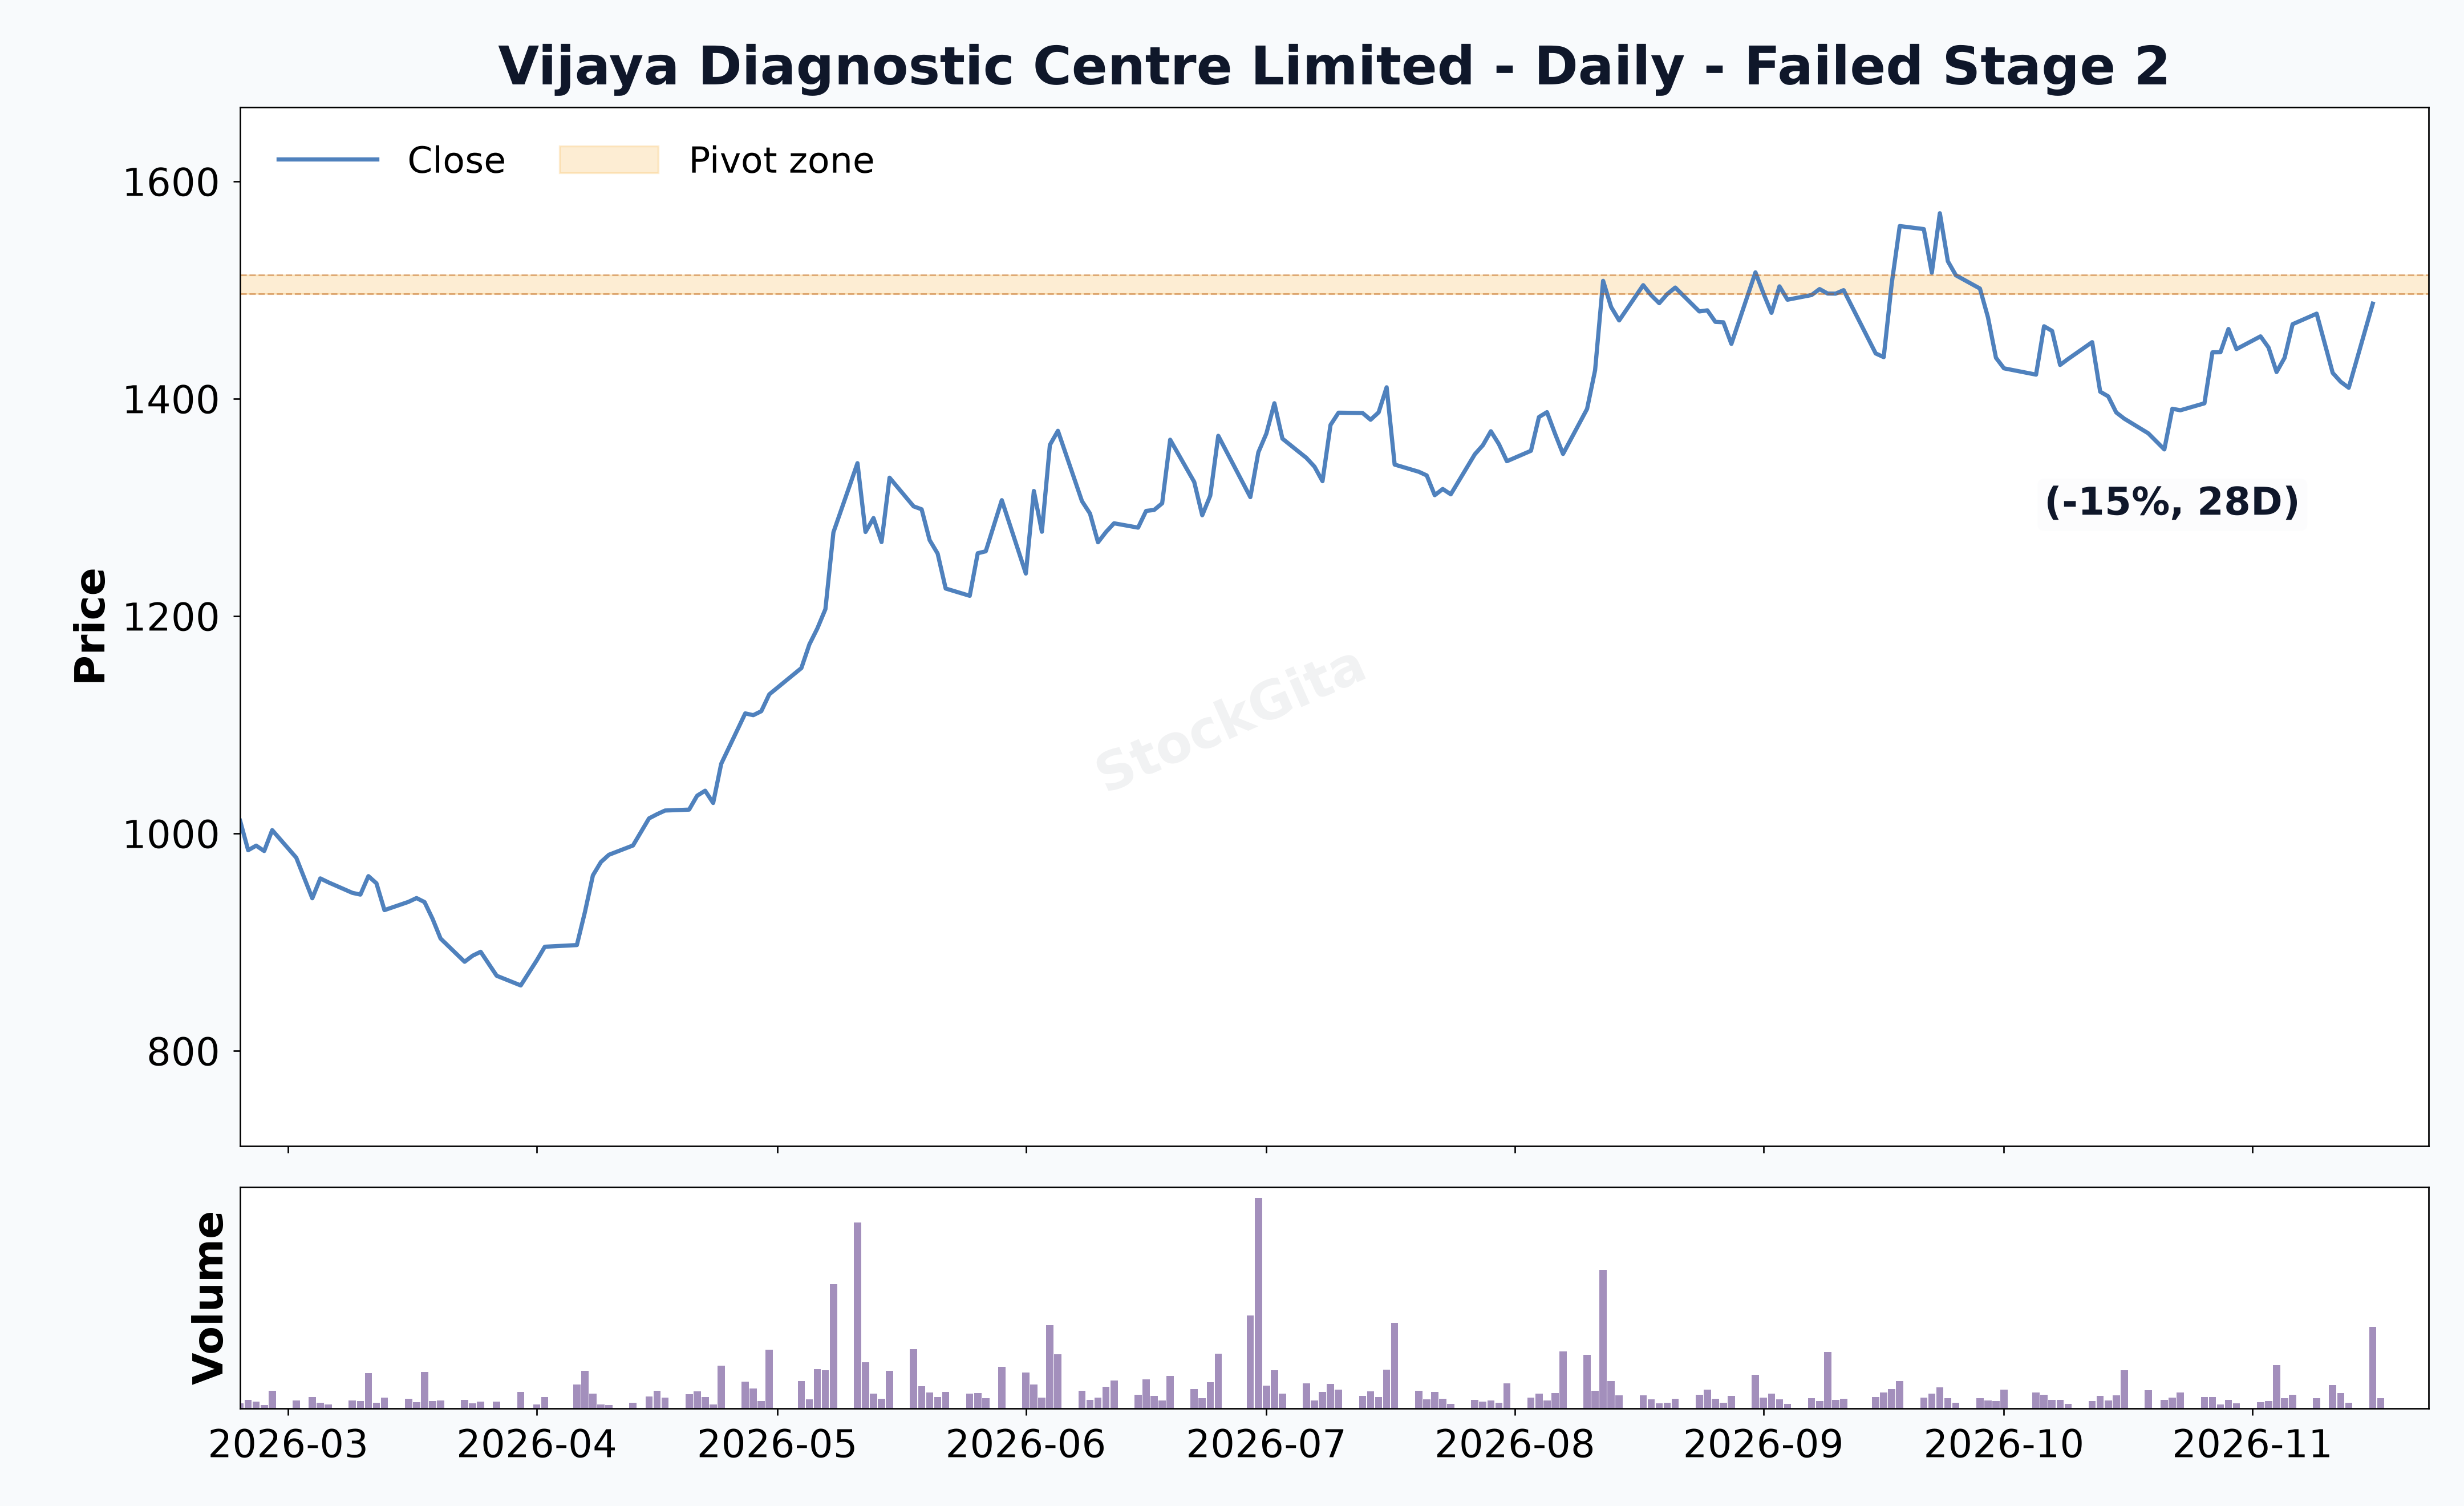 Vijaya Diagnostic Centre Limited - Daily - Failed Stage 2
Close
Pivot zone
Price
1600
1400
1200
1000
800
(-15%, 28D)
StockGita
Volume
2026-03
2026-04
2026-05
2026-06
2026-07
2026-08
2026-09
2026-10
2026-11